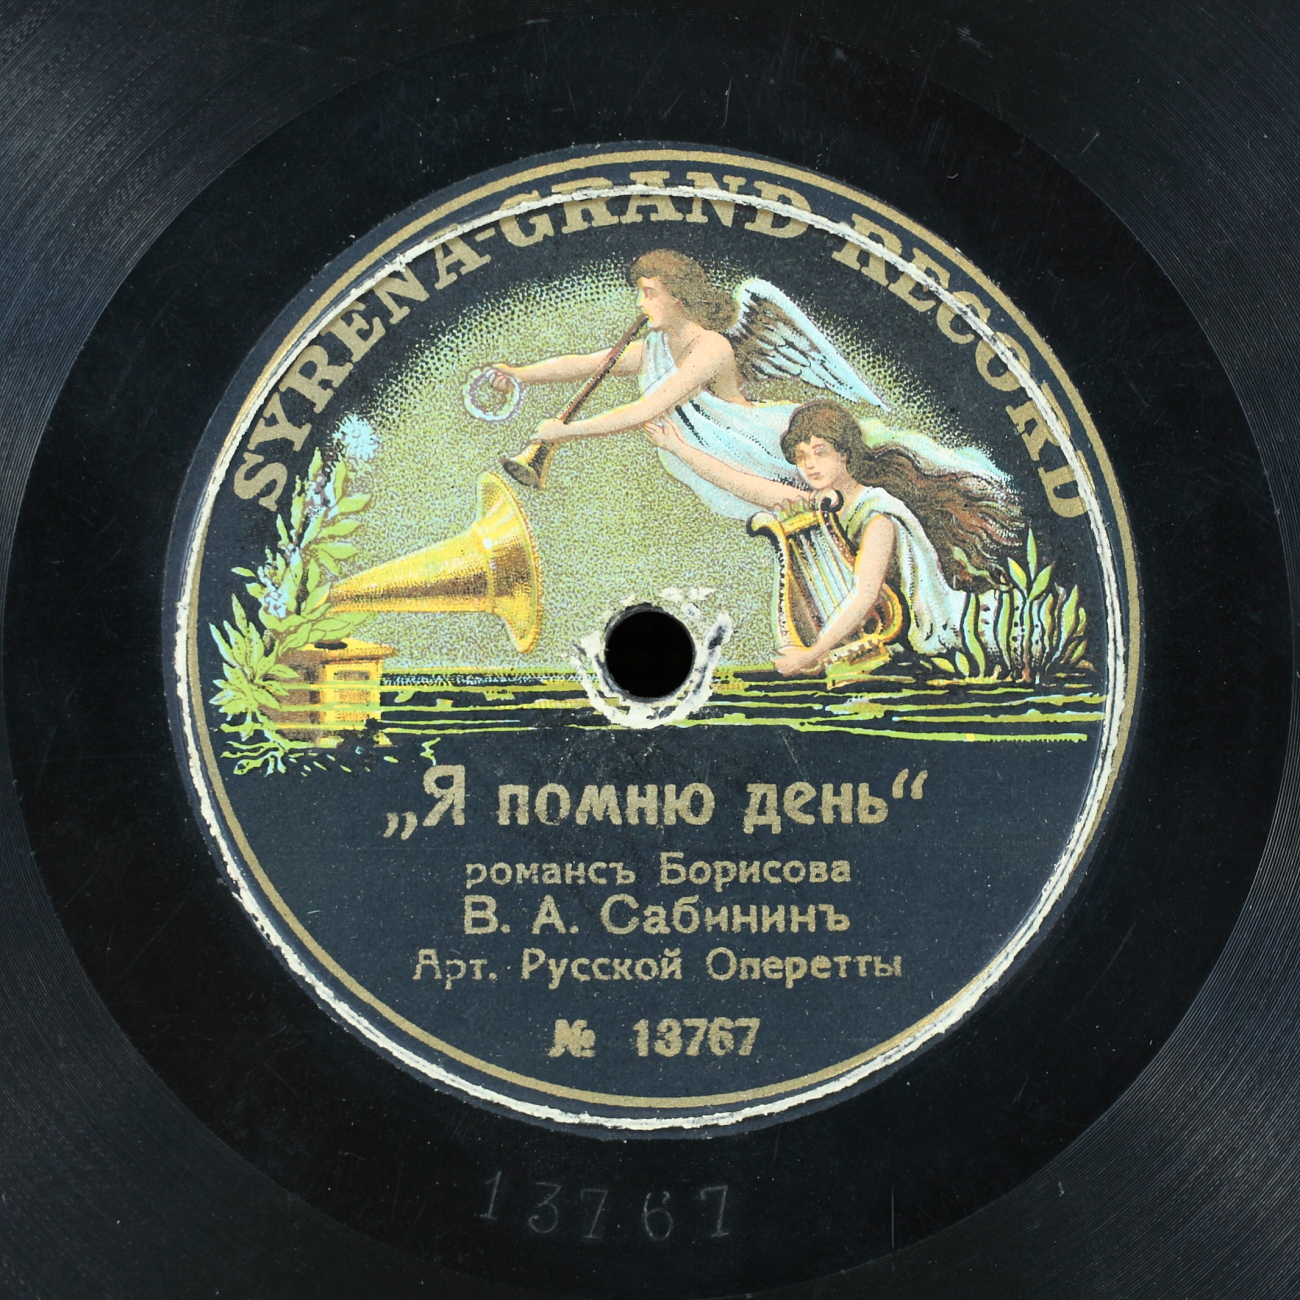 SYRENA-GRAND-RECORD
„Я помню день“
романсъ Борисова
В. А. Сабининъ
Арт. Русской Оперетты
№ 13767
13767